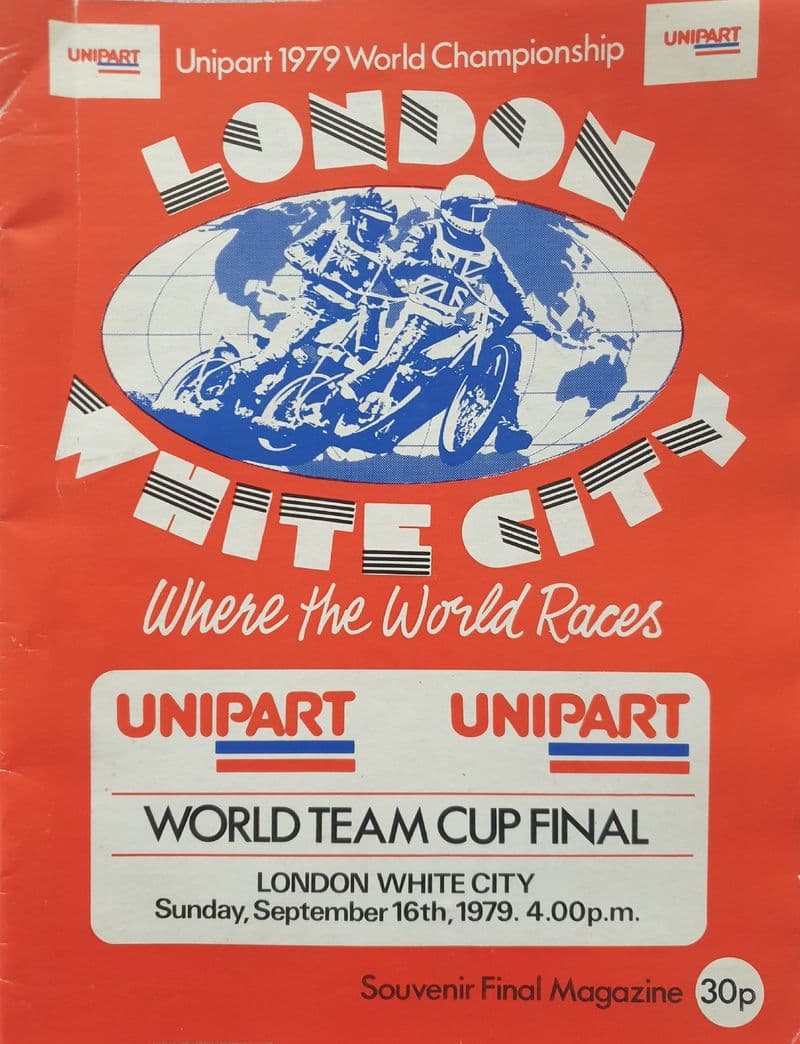 UNIPART
Unipart 1979 World Championship
UNIPART
LONDON
WHITE CITY
Where the World Races
UNIPART UNIPART
WORLD TEAM CUP FINAL
LONDON WHITE CITY
Sunday, September 16th, 1979. 4.00p.m.
Souvenir Final Magazine 30p